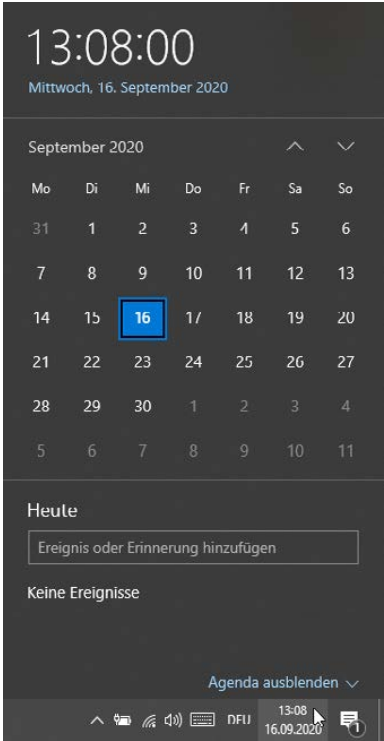 13:08:00
Mittwoch, 16. September 2020
September 2020
Mo Di Mi Do Fr Sa So
31 1 2 3 4 5 6
7 8 9 10 11 12 13
14 15 16 17 18 19 20
21 22 23 24 25 26 27
28 29 30 1 2 3 4
5 6 7 8 9 10 11
Heute
Ereignis oder Erinnerung hinzufügen
Keine Ereignisse
Agenda ausblenden
DEU 13:08 1
16.09.2020